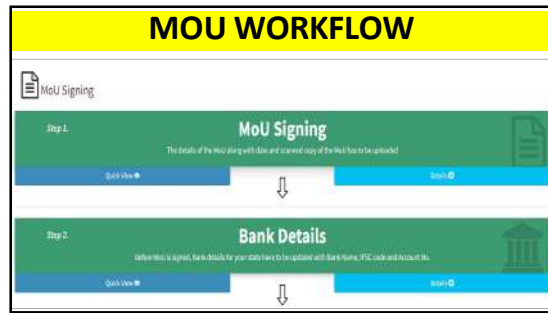 MOU WORKFLOW
MoU Signing
Step 1.
MoU Signing
The details of the MoU along with date and scanned copy of the MoU has to be uploaded
Quick View
Details
Step 2.
Bank Details
Before MoU is signed, Bank details for your state have to be updated with Bank Name, IFSC code and Account No.
Quick View
Details